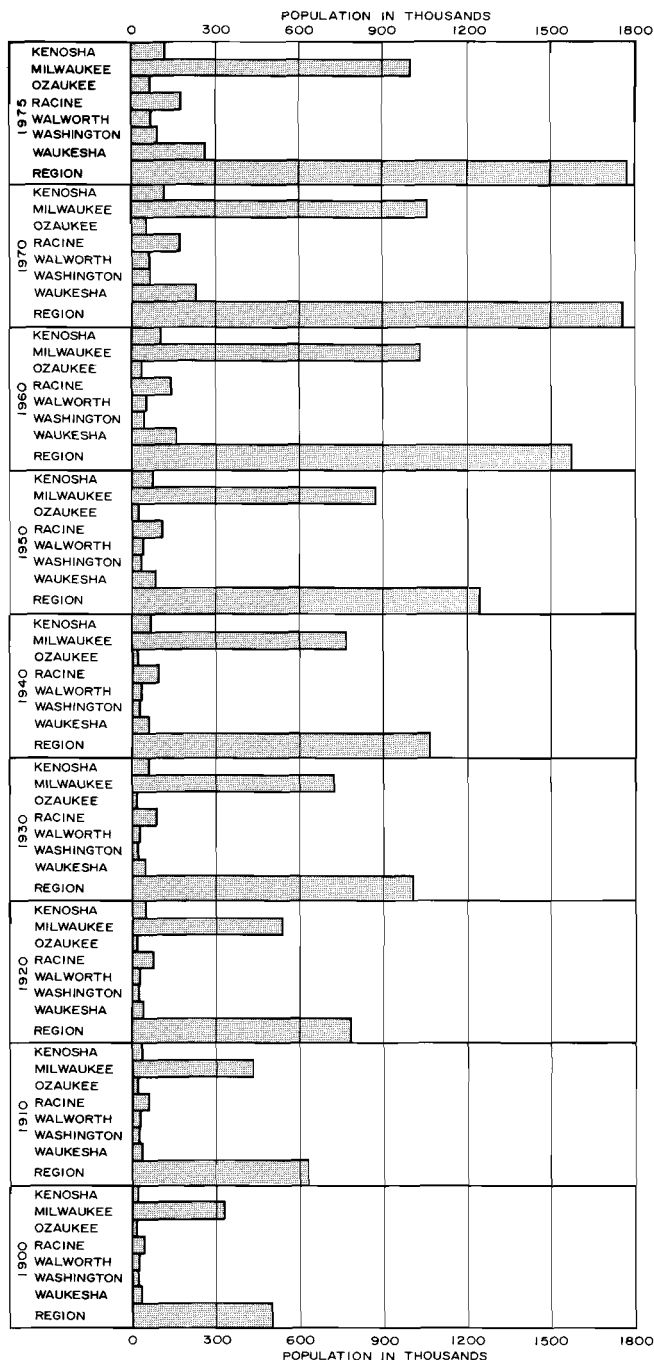 POPULATION IN THOUSANDS
0 300 600 900 1200 1500 1800
1975
KENOSHA
MILWAUKEE
OZAUKEE
RACINE
WALWORTH
WASHINGTON
WAUKESHA
REGION
1970
KENOSHA
MILWAUKEE
OZAUKEE
RACINE
WALWORTH
WASHINGTON
WAUKESHA
REGION
1960
KENOSHA
MILWAUKEE
OZAUKEE
RACINE
WALWORTH
WASHINGTON
WAUKESHA
REGION
1950
KENOSHA
MILWAUKEE
OZAUKEE
RACINE
WALWORTH
WASHINGTON
WAUKESHA
REGION
1940
KENOSHA
MILWAUKEE
OZAUKEE
RACINE
WALWORTH
WASHINGTON
WAUKESHA
REGION
1930
KENOSHA
MILWAUKEE
OZAUKEE
RACINE
WALWORTH
WASHINGTON
WAUKESHA
REGION
1920
KENOSHA
MILWAUKEE
OZAUKEE
RACINE
WALWORTH
WASHINGTON
WAUKESHA
REGION
1910
KENOSHA
MILWAUKEE
OZAUKEE
RACINE
WALWORTH
WASHINGTON
WAUKESHA
REGION
1900
KENOSHA
MILWAUKEE
OZAUKEE
RACINE
WALWORTH
WASHINGTON
WAUKESHA
REGION
0 300 600 900 1200 1500 1800
POPULATION IN THOUSANDS